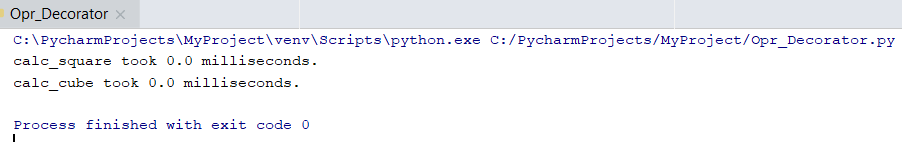 Opr_Decorator
C:\PycharmProjects\MyProject\venv\Scripts\python.exe C:/PycharmProjects/MyProject/Opr_Decorator.py
calc_square took 0.0 milliseconds.
calc_cube took 0.0 milliseconds.
Process finished with exit code 0